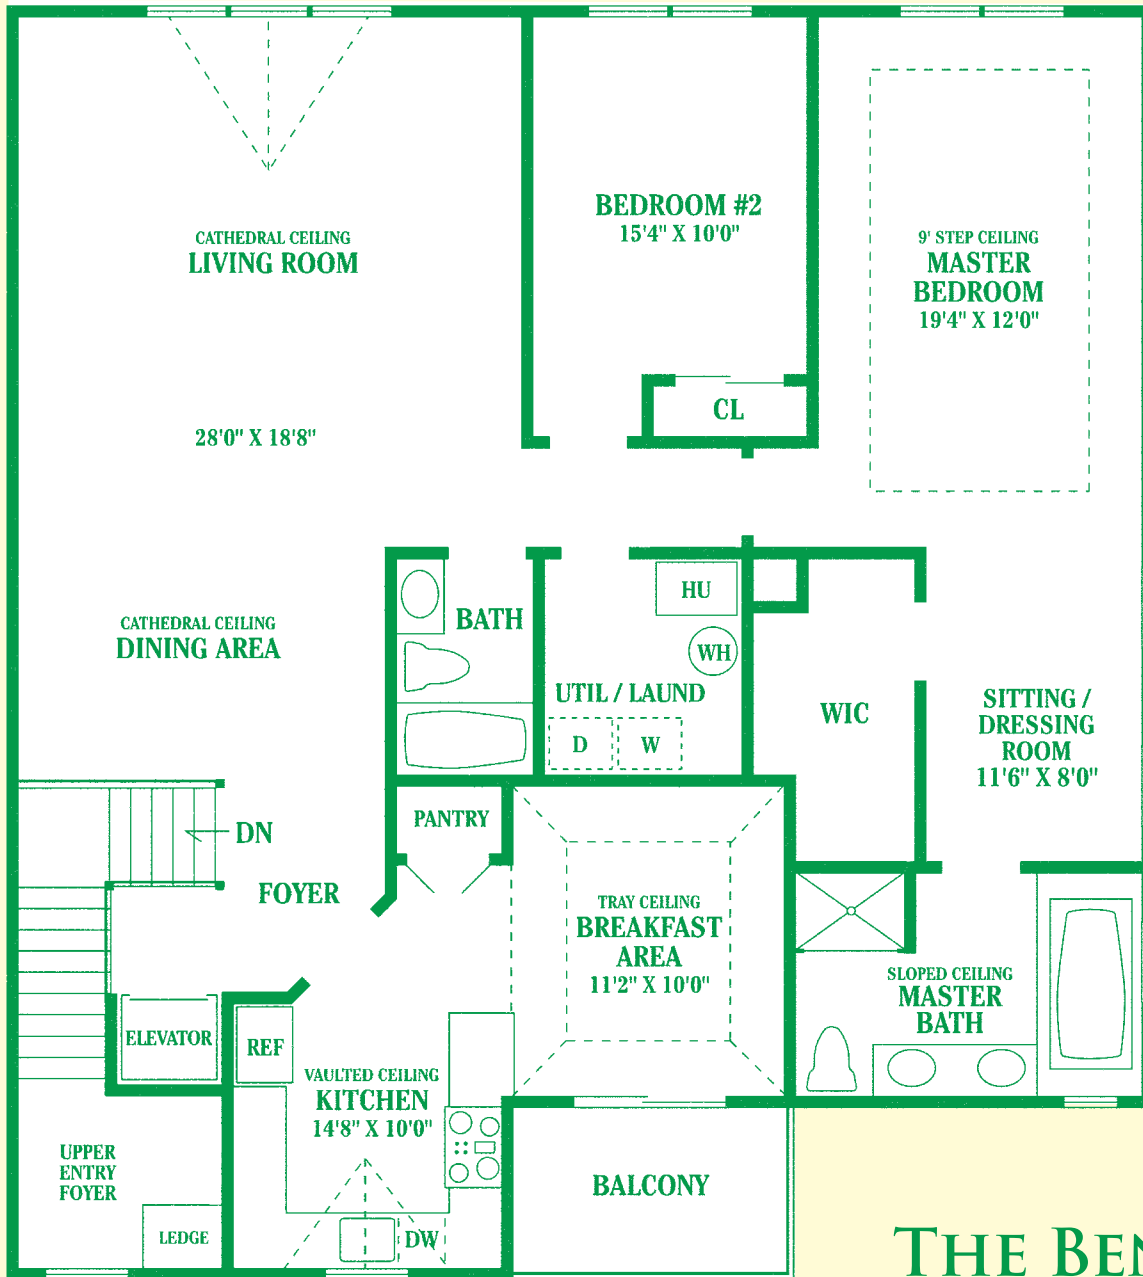 BEDROOM #2
15'4" X 10'0"
CATHEDRAL CEILING
LIVING ROOM
9' STEP CEILING
MASTER
BEDROOM
19'4" X 12'0"
CL
28'0" X 18'8"
HU
BATH
CATHEDRAL CEILING
DINING AREA
WH
UTIL / LAUND
D
W
WIC
SITTING /
DRESSING
ROOM
11'6" X 8'0"
PANTRY
DN
FOYER
TRAY CEILING
BREAKFAST
AREA
11'2" X 10'0"
SLOPED CEILING
MASTER
BATH
ELEVATOR
REF
VAULTED CEILING
KITCHEN
14'8" X 10'0"
UPPER
ENTRY
FOYER
BALCONY
LEDGE
DW
THE